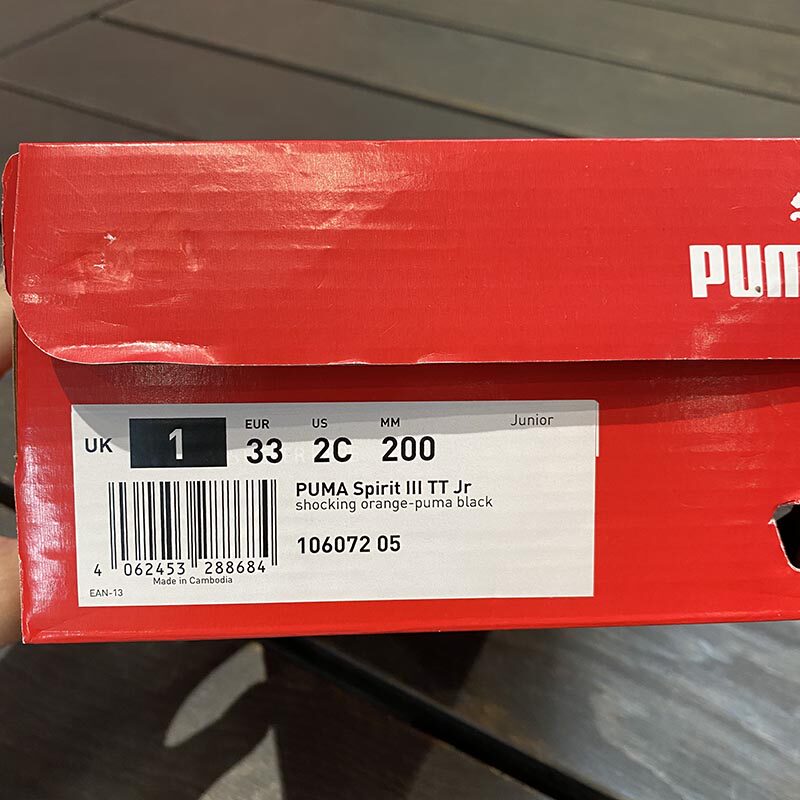 PUM
EUR US MM Junior
UK 1 33 2C 200
PUMA Spirit III TT Jr
shocking orange-puma black
106072 05
4 062453 288684
Made in Cambodia
EAN-13